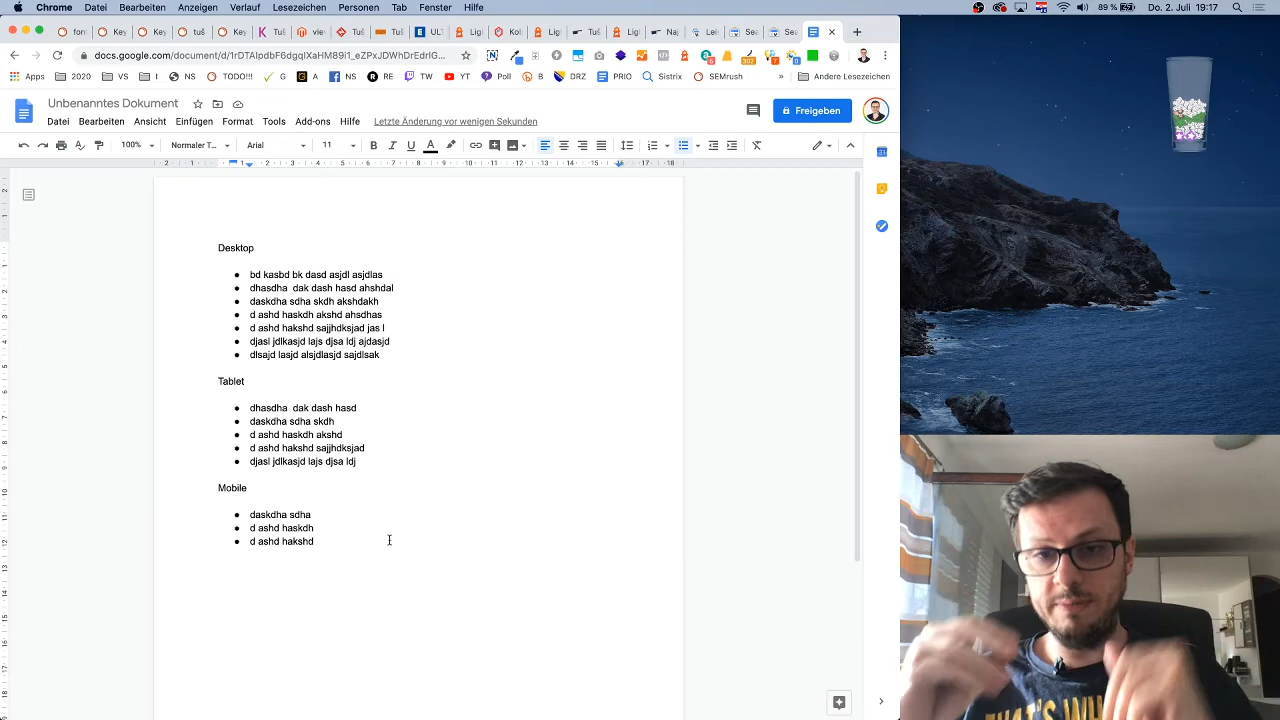 Chrome Datei Bearbeiten Anzeigen Verlauf Lesezeichen Personen Tab Fenster Hilfe 89 % Do. 2. Juli 19:17
docs.google.com/document/d/1rDTAIpdbF6dgqIXaHM89i1_eZPxJDWhDrEdrIG...
Apps 2020 VS I NS TODO!!! G A NS RE TW YT Poll B DRZ PRIO Sistrix SEMrush » Andere Lesezeichen
Unbenanntes Dokument
Freigeben
Datei Bearbeiten Ansicht Einfügen Format Tools Add-ons Hilfe Letzte Änderung vor wenigen Sekunden
100% Normaler T... Arial 11 B I U A
Desktop
● bd kasbd bk dasd asjdl asjdlas
● dhasdha dak dash hasd ahshdal
● daskdha sdha skdh akshdakh
● d ashd haskdh akshd ahsdhas
● d ashd hakshd sajjhdksjad jas l
● djasl jdlkasjd lajs djsa ldj ajdasjd
● dlsajd lasjd alsjdlasjd sajdlsak
Tablet
● dhasdha dak dash hasd
● daskdha sdha skdh
● d ashd haskdh akshd
● d ashd hakshd sajjhdksjad
● djasl jdlkasjd lajs djsa ldj
Mobile
● daskdha sdha
● d ashd haskdh
● d ashd hakshd